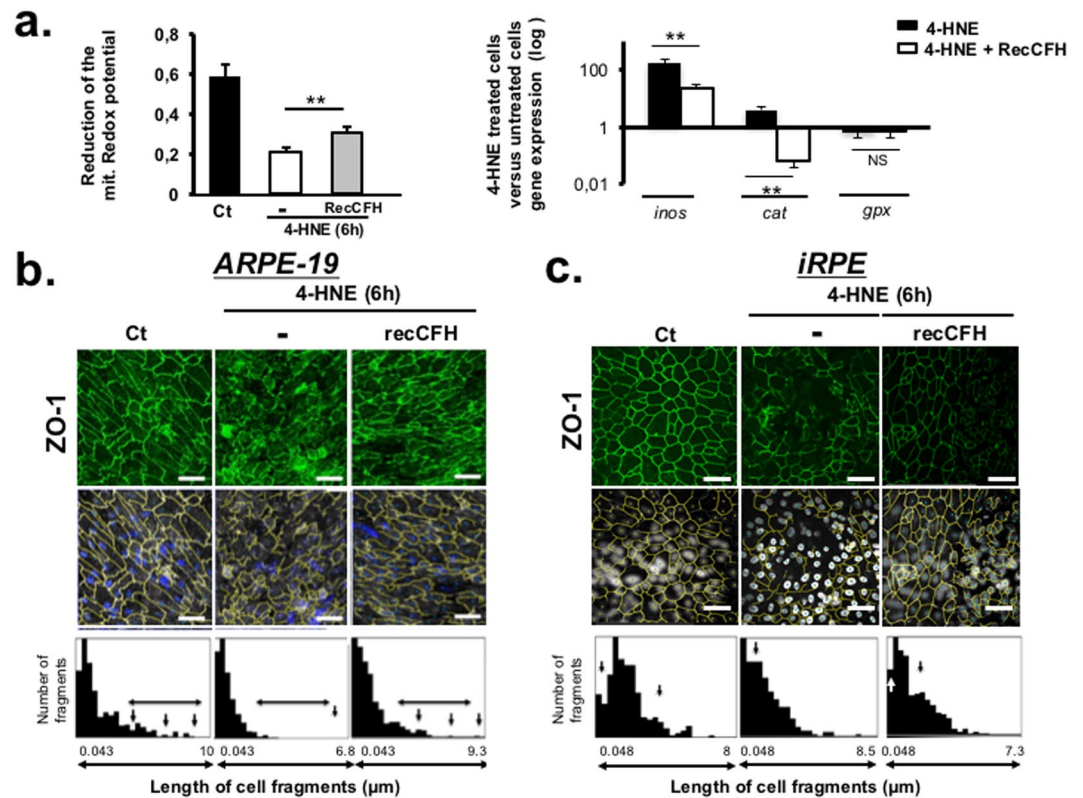 a.
Reduction of the
mit. Redox potential
0,8
0,6
0,4
0,2
0
**
Ct
-
RecCFH
4-HNE (6h)
4-HNE treated cells
versus untreated cells
gene expression (log )
100
1
0,01
**
**
NS
inos
cat
gpx
4-HNE
4-HNE + RecCFH
b.
ARPE-19
4-HNE (6h)
Ct
-
recCFH
ZO-1
Number of
fragments
0.043
10
0.043
6.8
0.043
9.3
Length of cell fragments (µm)
c.
iRPE
4-HNE (6h)
Ct
-
recCFH
ZO-1
Number of
fragments
0.048
8
0.048
8.5
0.048
7.3
Length of cell fragments (µm)